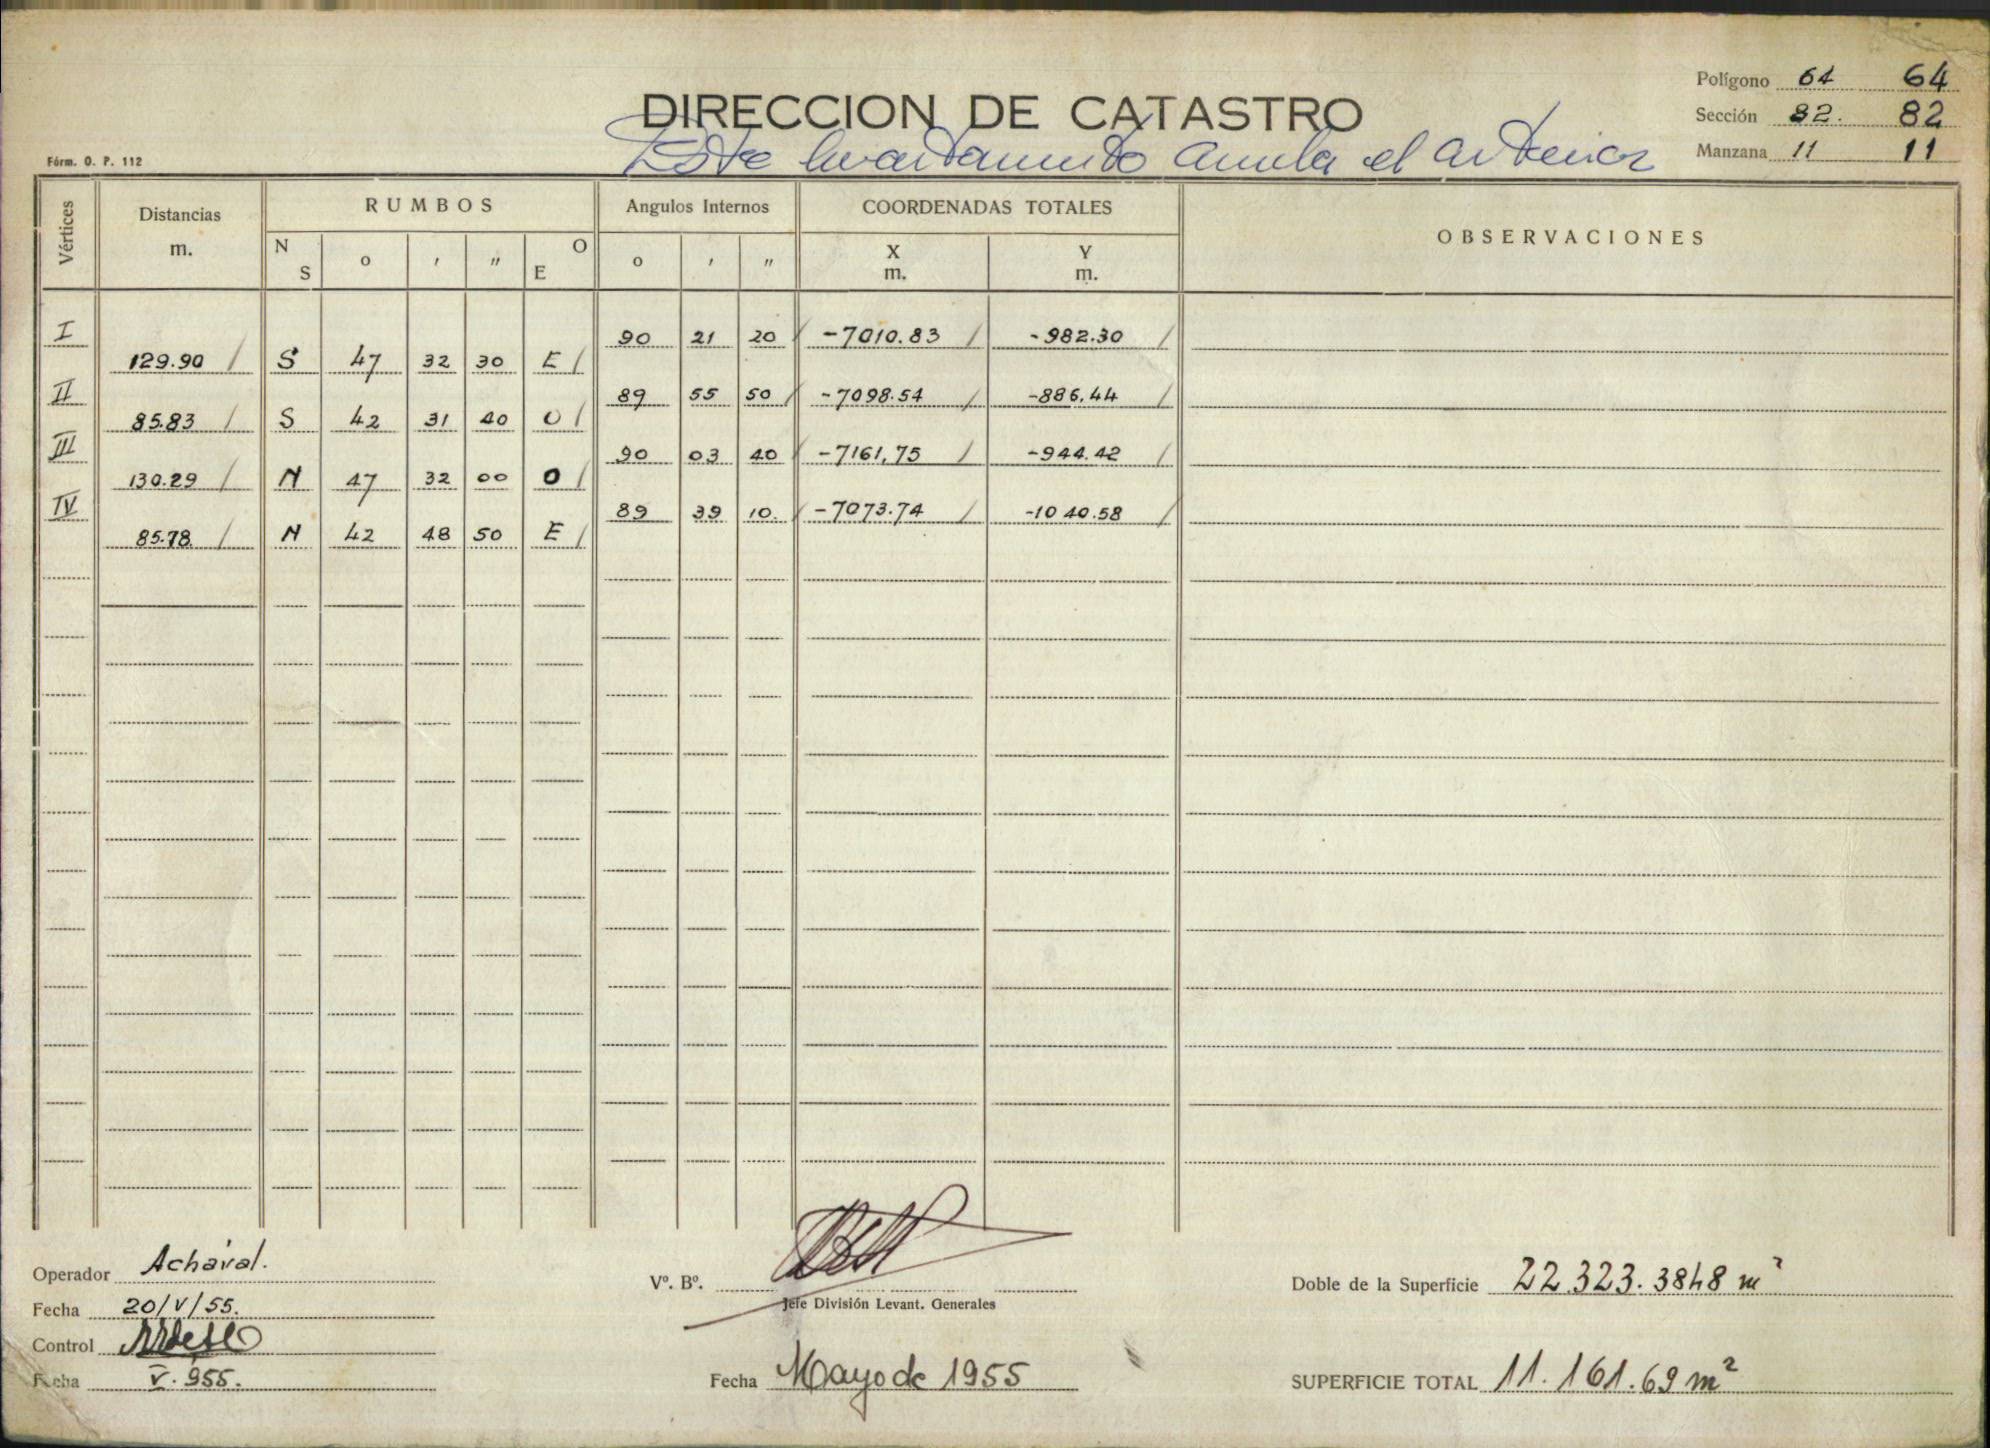 Polígono 64 64
DIRECCION DE CATASTRO
Sección 82. 82
Este levantamiento anula el anterior
Manzana 11 11
Fórm. O. P. 112
Vértices Distancias m. RUMBOS Angulos Internos COORDENADAS TOTALES OBSERVACIONES
N S o ' " O E o ' " X m. Y m.
I 90 21 20 -7010.83 -982.30
129.90 S 47 32 30 E
II 89 55 50 -7098.54 -886.44
85.83 S 42 31 40 O
III 90 03 40 -7161,75 -944.42
130.29 N 47 32 00 O
IV 89 39 10. -7073.74 -1040.58
85.78 N 42 48 50 E
Operador Achával.
Fecha 20/V/55.
Control
Fecha V.955.
Vº. Bº.
Jefe División Levant. Generales
Fecha Mayo de 1955
Doble de la Superficie 22.323.3848 m²
SUPERFICIE TOTAL 11.161.69 m²